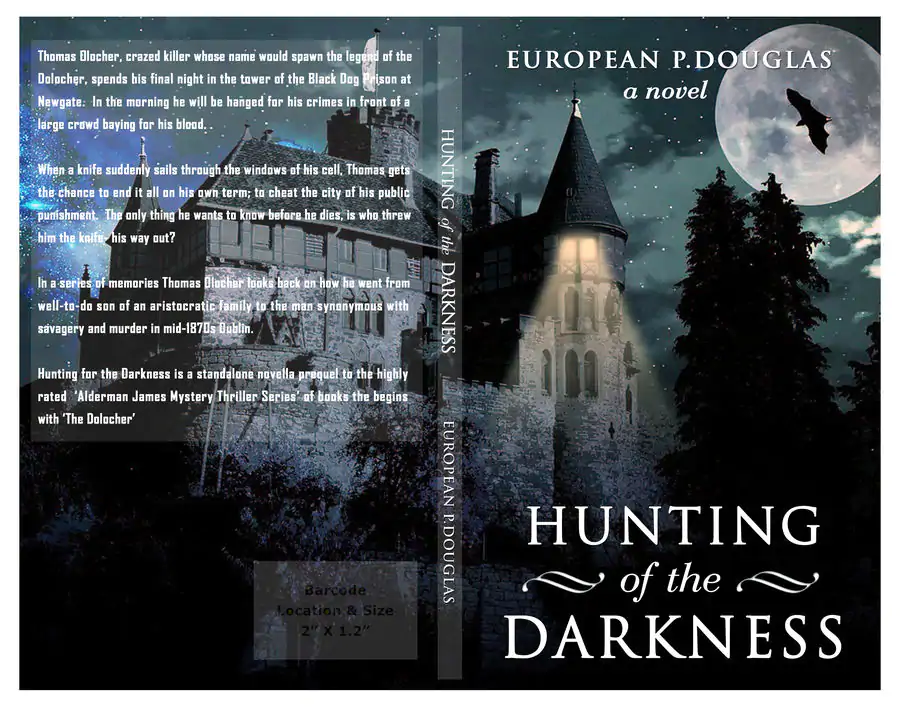 Thomas Olocher, crazed killer whose name would spawn the legend of the
Dolocher, spends his final night in the tower of the Black Dog Prison at
Newgate. In the morning he will be hanged for his crimes in front of a
large crowd baying for his blood. .
When a knife suddenly sails through the windows of his cell, Thomas gets
the chance to end it all on his own term; to cheat the city of his public
punishment. The only thing he wants to know before he dies, is who threw
him the knife- his way out?
In a series of memories Thomas Olocher looks back on how he went from
well-to-do son of an aristocratic family to the man synonymous with
savagery and murder in mid-1870s Dublin.
Hunting for the Darkness is a standalone novella prequel to the highly
rated 'Alderman James Mystery Thriller Series' of books the begins
with 'The Dolocher'
Barcode
Location & Size
2" X 1.2"
HUNTING of the DARKNESS
EUROPEAN P.DOUGLAS
EUROPEAN P.DOUGLAS
a novel
HUNTING
of the
DARKNESS